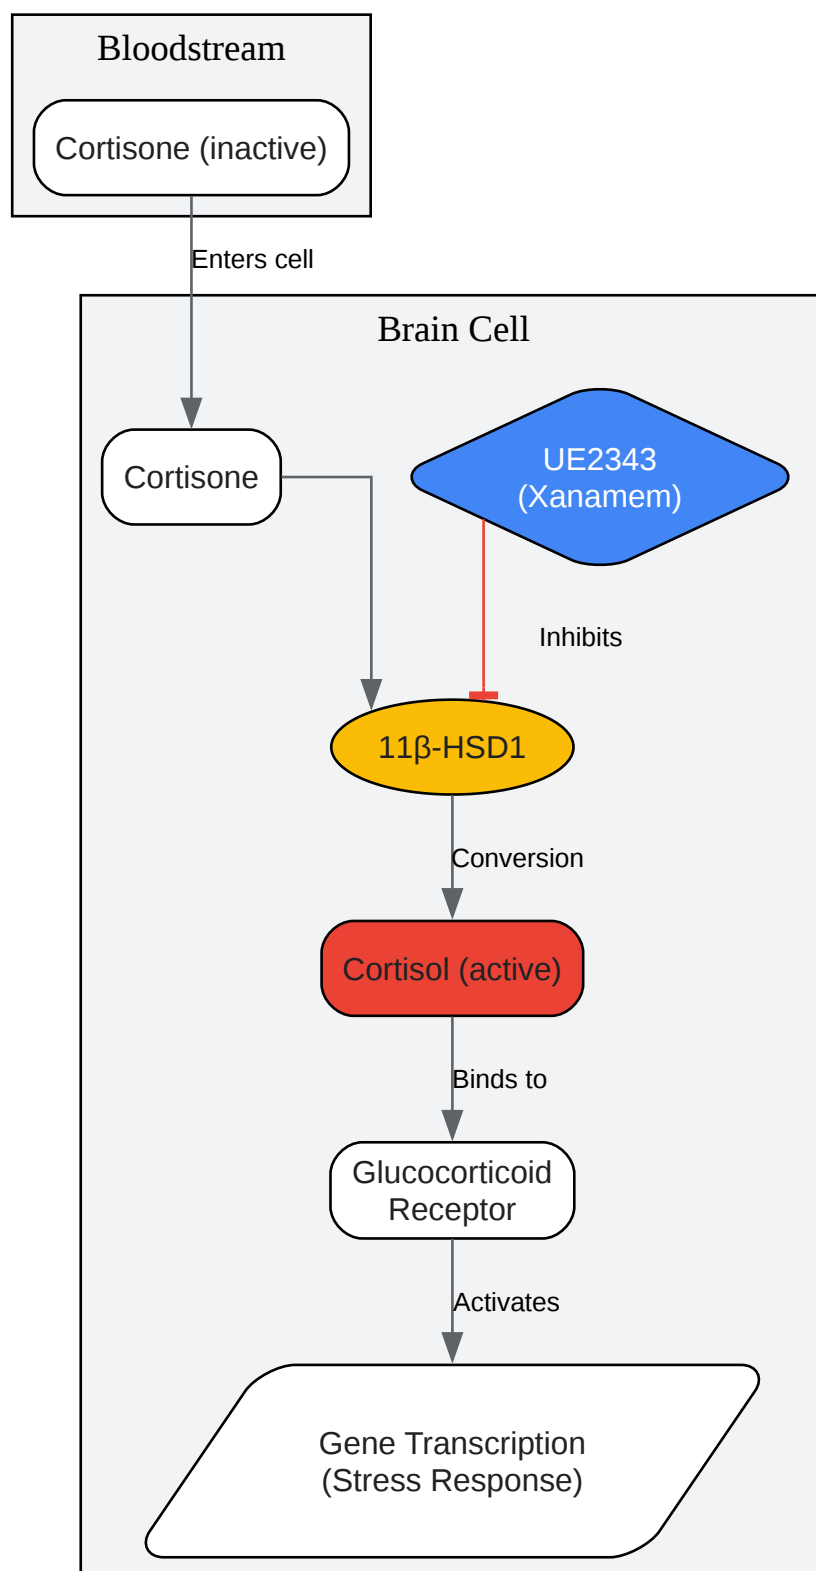 Bloodstream
Cortisone (inactive)
Enters cell
Brain Cell
Cortisone
UE2343
(Xanamem)
Inhibits
11β-HSD1
Conversion
Cortisol (active)
Binds to
Glucocorticoid
Receptor
Activates
Gene Transcription
(Stress Response)